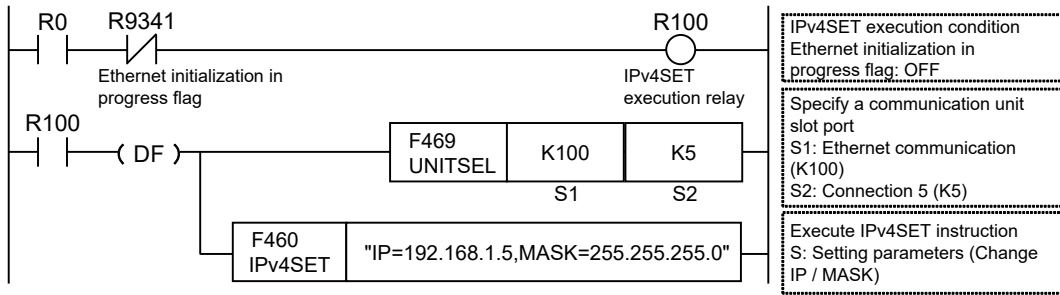 R0 R9341 R100
Ethernet initialization in
progress flag
IPv4SET
execution relay
IPv4SET execution condition
Ethernet initialization in
progress flag: OFF
R100
( DF )
F469
UNITSEL
K100 K5
S1 S2
Specify a communication unit
slot port
S1: Ethernet communication
(K100)
S2: Connection 5 (K5)
F460
IPv4SET
"IP=192.168.1.5,MASK=255.255.255.0"
Execute IPv4SET instruction
S: Setting parameters (Change
IP / MASK)